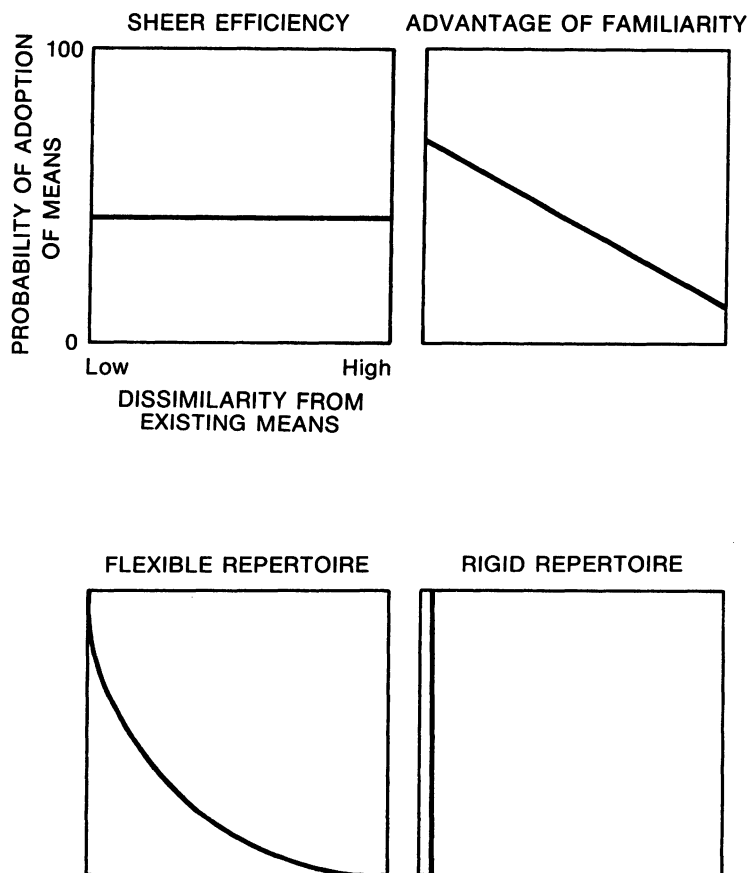 SHEER EFFICIENCY
ADVANTAGE OF FAMILIARITY
PROBABILITY OF ADOPTION
OF MEANS
100
0
Low
High
DISSIMILARITY FROM
EXISTING MEANS
FLEXIBLE REPERTOIRE
RIGID REPERTOIRE